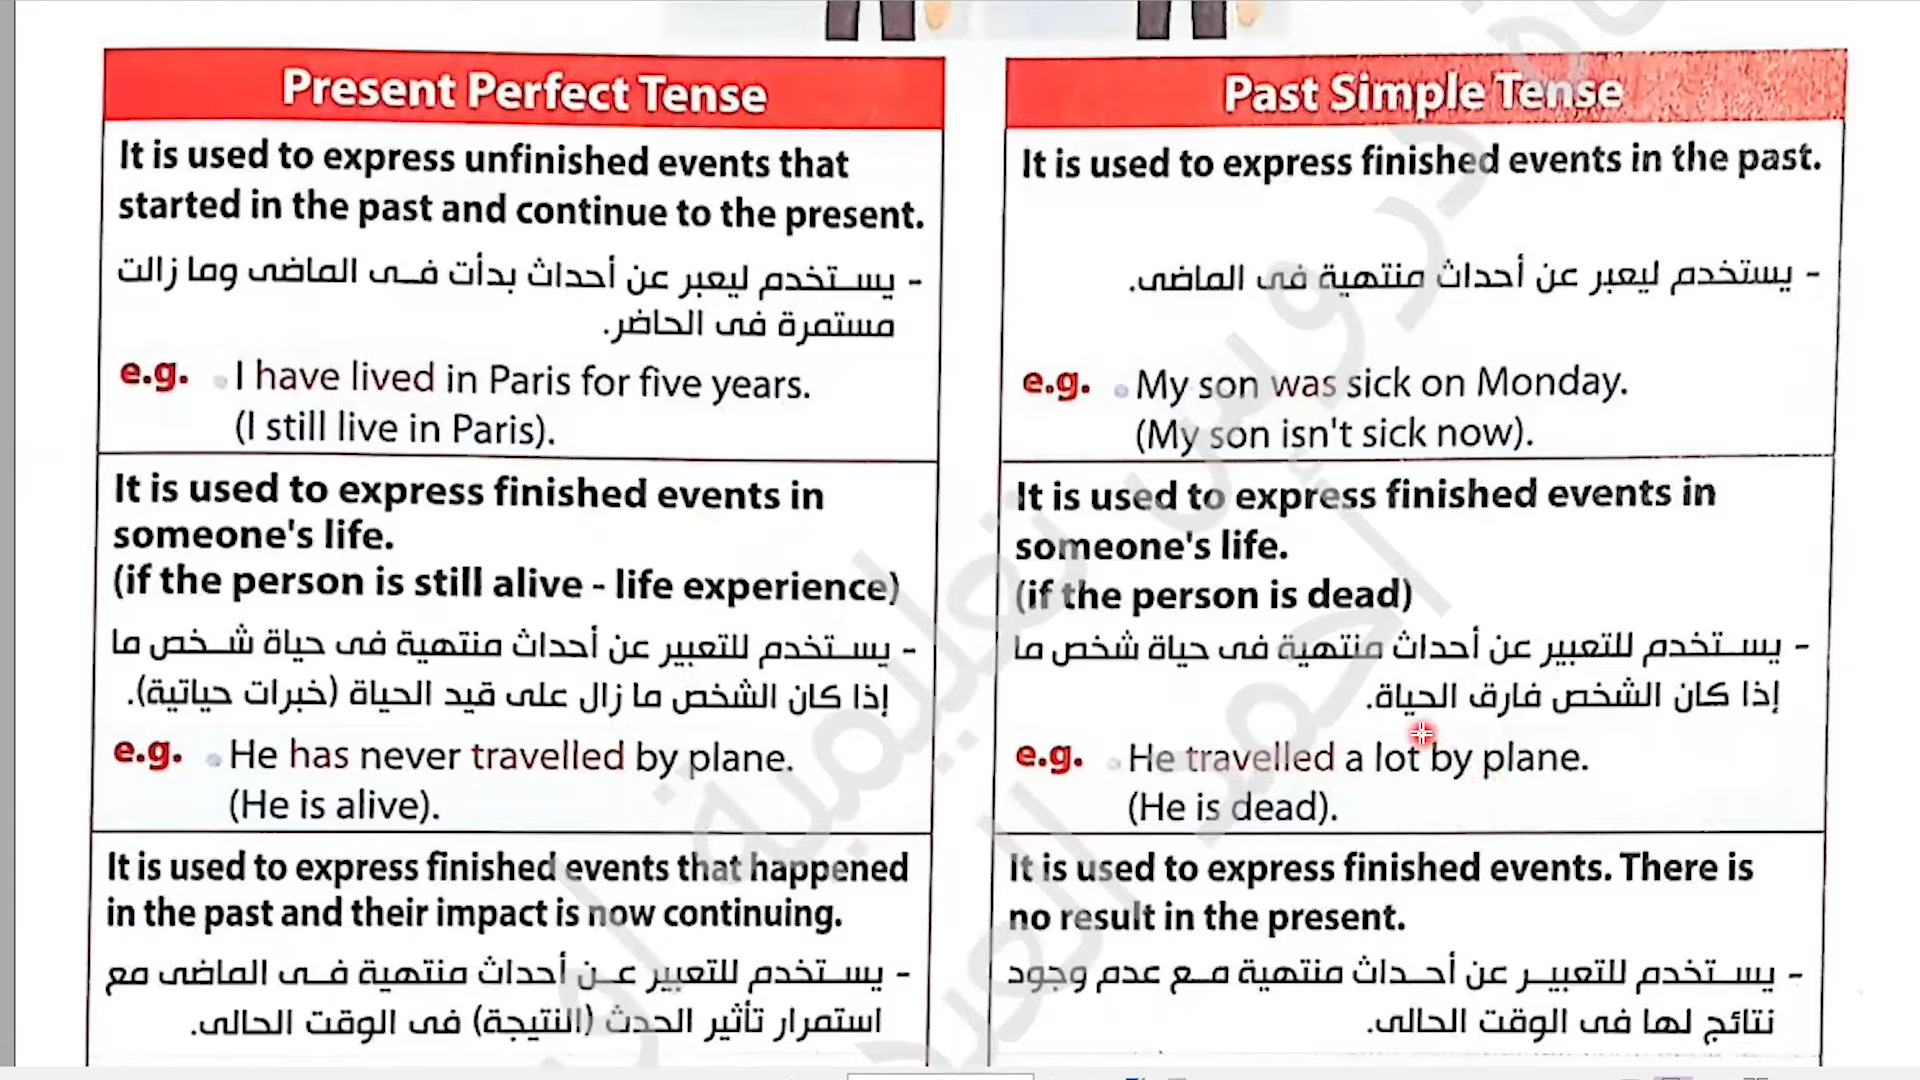 Present Perfect Tense
It is used to express unfinished events that
started in the past and continue to the present.
- يستخدم ليعبر عن أحداث بدأت فى الماضى وما زالت
مستمرة فى الحاضر.
e.g. • I have lived in Paris for five years.
(I still live in Paris).
It is used to express finished events in
someone's life.
(if the person is still alive - life experience)
- يستخدم للتعبير عن أحداث منتهية فى حياة شخص ما
إذا كان الشخص ما زال على قيد الحياة (خبرات حياتية).
e.g. • He has never travelled by plane.
(He is alive).
It is used to express finished events that happened
in the past and their impact is now continuing.
- يستخدم للتعبير عن أحداث منتهية فى الماضى مع
استمرار تأثير الحدث (النتيجة) فى الوقت الحالى.
Past Simple Tense
It is used to express finished events in the past.
- يستخدم ليعبر عن أحداث منتهية فى الماضى.
e.g. • My son was sick on Monday.
(My son isn't sick now).
It is used to express finished events in
someone's life.
(if the person is dead)
- يستخدم للتعبير عن أحداث منتهية فى حياة شخص ما
إذا كان الشخص فارق الحياة.
e.g. • He travelled a lot by plane.
(He is dead).
It is used to express finished events. There is
no result in the present.
- يستخدم للتعبير عن أحداث منتهية مع عدم وجود
نتائج لها فى الوقت الحالى.